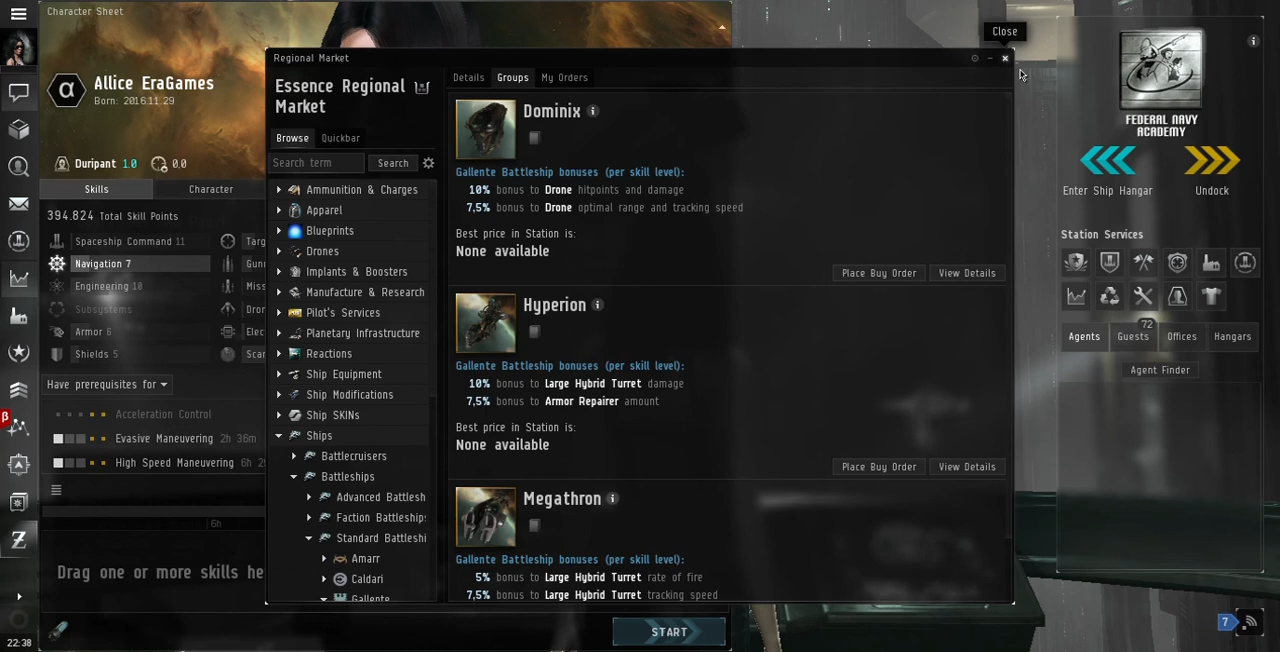 Character Sheet
α
Allice EraGames
Born: 2016.11.29
Duripant 1.0 0,0
Skills Character
394.824 Total Skill Points
Spaceship Command 11
Navigation 7
Engineering 10
Subsystems
Armor 6
Shields 5
Have prerequisites for
Acceleration Control
Evasive Maneuvering 2h 36m
High Speed Maneuvering
6h
Drag one or more skills he
START
β
22:38
Regional Market
Essence Regional
Market
Browse Quickbar
Search term Search
Ammunition & Charges
Apparel
Blueprints
Drones
Implants & Boosters
Manufacture & Research
Pilot's Services
Planetary Infrastructure
Reactions
Ship Equipment
Ship Modifications
Ship SKINs
Ships
Battlecruisers
Battleships
Advanced Battlesh
Faction Battleships
Standard Battleshi
Amarr
Caldari
Gallente
Details Groups My Orders
Dominix
Gallente Battleship bonuses (per skill level):
10% bonus to Drone hitpoints and damage
7,5% bonus to Drone optimal range and tracking speed
Best price in Station is:
None available
Place Buy Order View Details
Hyperion
Gallente Battleship bonuses (per skill level):
10% bonus to Large Hybrid Turret damage
7,5% bonus to Armor Repairer amount
Best price in Station is:
None available
Place Buy Order View Details
Megathron
Gallente Battleship bonuses (per skill level):
5% bonus to Large Hybrid Turret rate of fire
7,5% bonus to Large Hybrid Turret tracking speed
Close
FEDERAL NAVY
ACADEMY
Enter Ship Hangar Undock
Station Services
72
Agents Guests Offices Hangars
Agent Finder
7